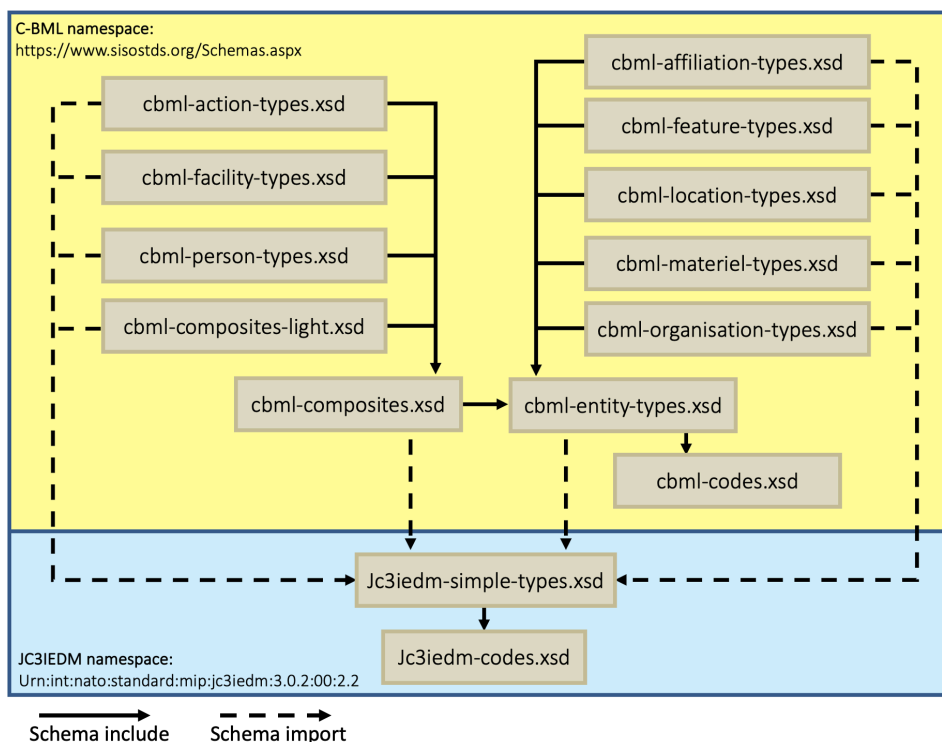 C-BML namespace:
https://www.sisostds.org/Schemas.aspx
cbml-action-types.xsd
cbml-facility-types.xsd
cbml-person-types.xsd
cbml-composites-light.xsd
cbml-affiliation-types.xsd
cbml-feature-types.xsd
cbml-location-types.xsd
cbml-materiel-types.xsd
cbml-organisation-types.xsd
cbml-composites.xsd
cbml-entity-types.xsd
cbml-codes.xsd
Jc3iedm-simple-types.xsd
Jc3iedm-codes.xsd
JC3IEDM namespace:
Urn:int:nato:standard:mip:jc3iedm:3.0.2:00:2.2
Schema include
Schema import